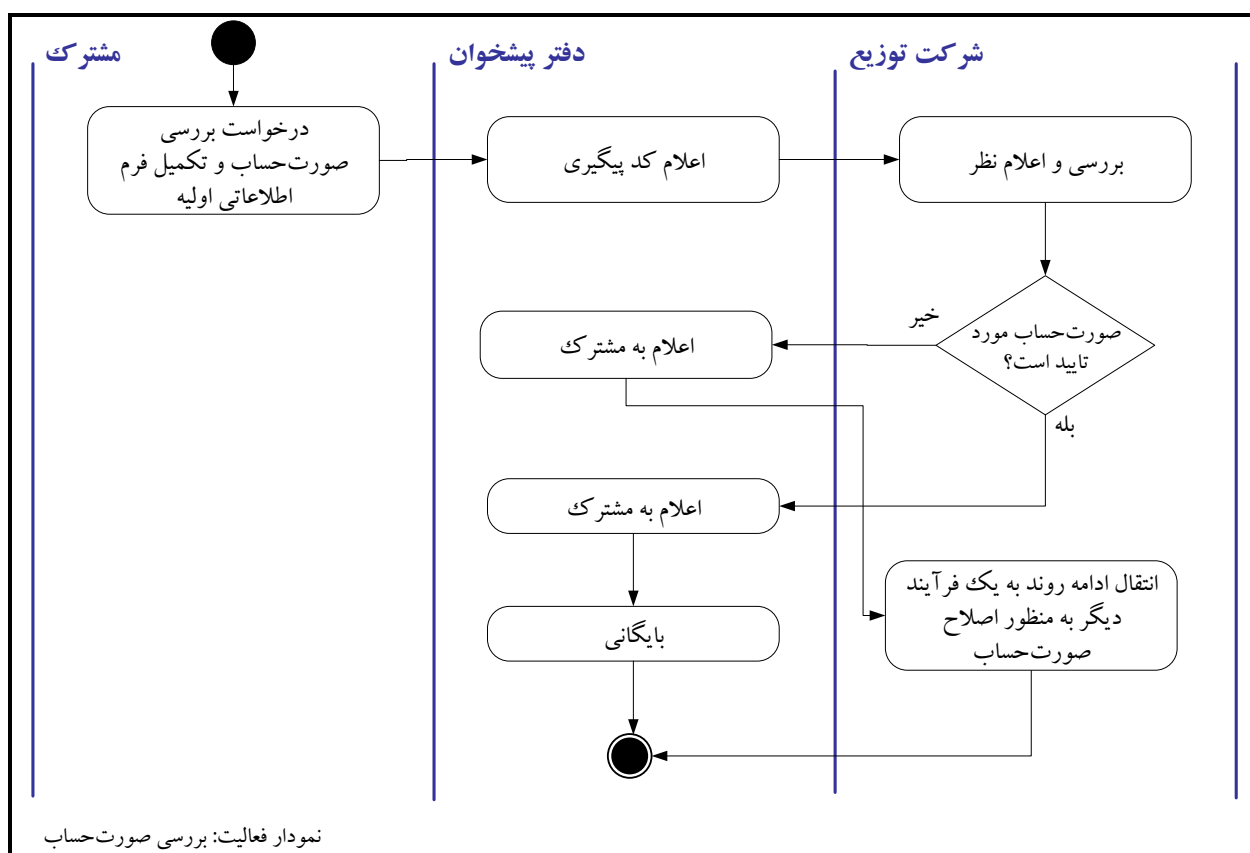 مشترک
دفتر پیشخوان
شرکت توزیع
درخواست بررسی
صورت‌حساب و تکمیل فرم
اطلاعاتی اولیه
اعلام کد پیگیری
بررسی و اعلام نظر
صورت‌حساب مورد
تایید است؟
خیر
بله
اعلام به مشترک
اعلام به مشترک
بایگانی
انتقال ادامه روند به یک فرآیند
دیگر به منظور اصلاح
صورت‌حساب
نمودار فعالیت: بررسی صورت‌حساب